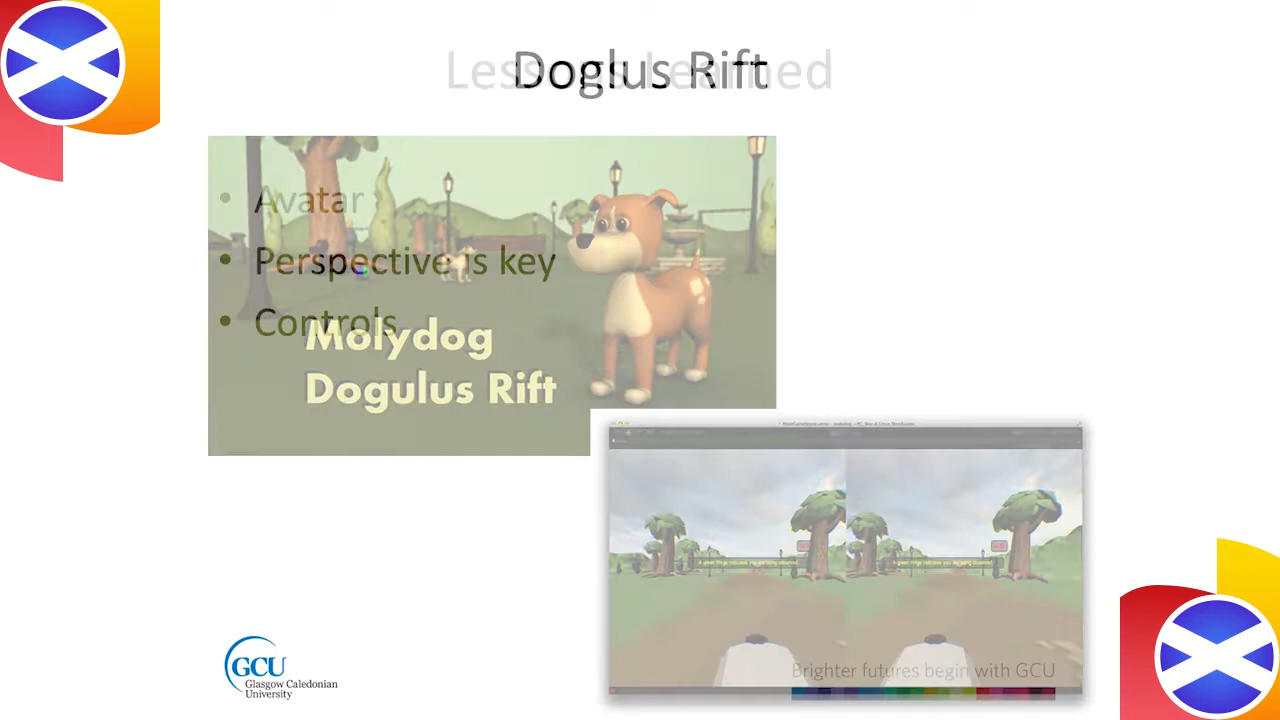 Lessons Learned
Doglus Rift
• Avatar
• Perspective is key
• Controls
Molydog
Dogulus Rift
Brighter futures begin with GCU
GCU
Glasgow Caledonian
University